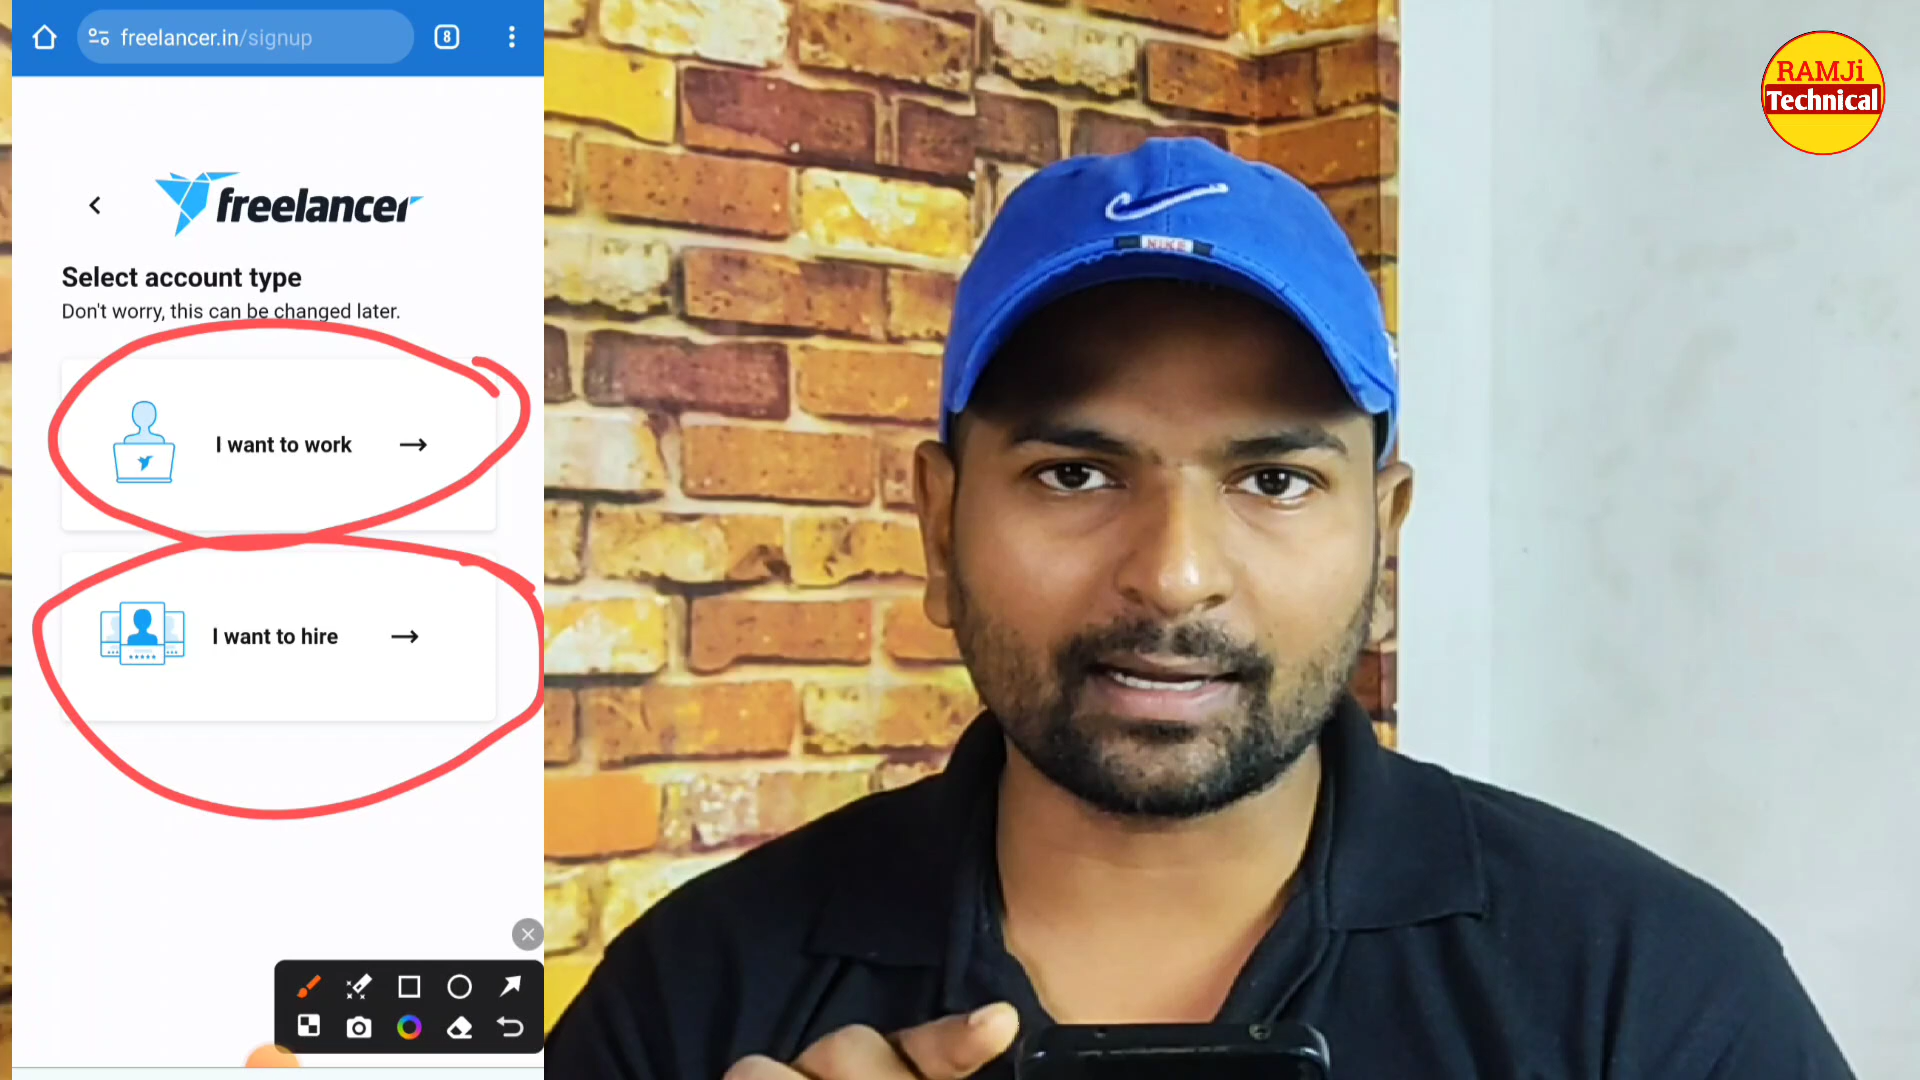 freelancer.in/signup
8
freelancer
Select account type
Don't worry, this can be changed later.
I want to work
I want to hire
NIKE
RAMJi
Technical